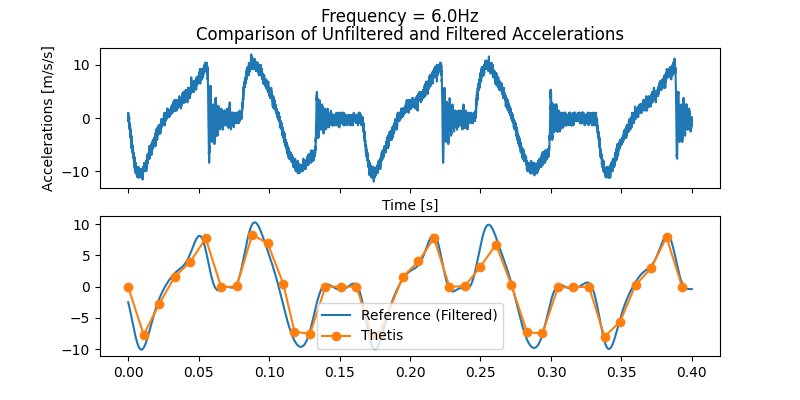 Frequency = 6.0Hz
Comparison of Unfiltered and Filtered Accelerations
Accelerations [m/s/s]
10
0
−10
Time [s]
10
5
0
−5
−10
Reference (Filtered)
Thetis
0.00 0.05 0.10 0.15 0.20 0.25 0.30 0.35 0.40